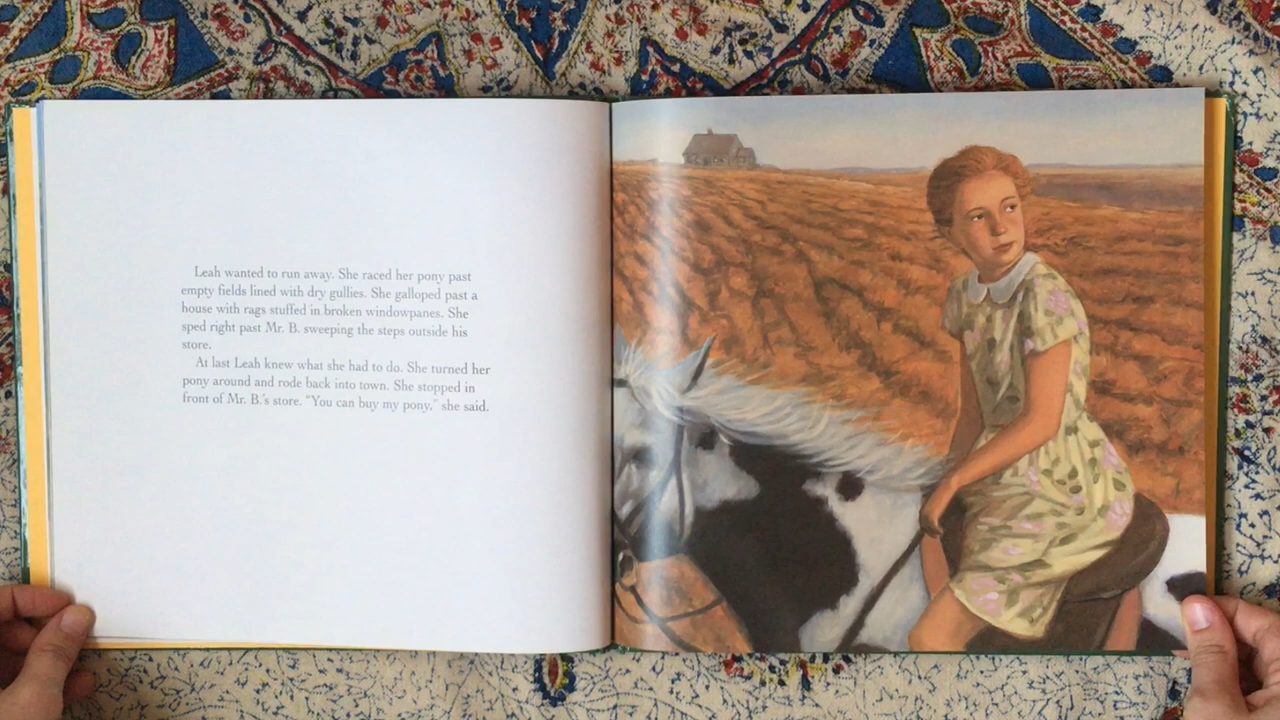 Leah wanted to run away. She raced her pony past
empty fields lined with dry gullies. She galloped past a
house with rags stuffed in broken windowpanes. She
sped right past Mr. B. sweeping the steps outside his
store.
At last Leah knew what she had to do. She turned her
pony around and rode back into town. She stopped in
front of Mr. B.'s store. "You can buy my pony," she said.